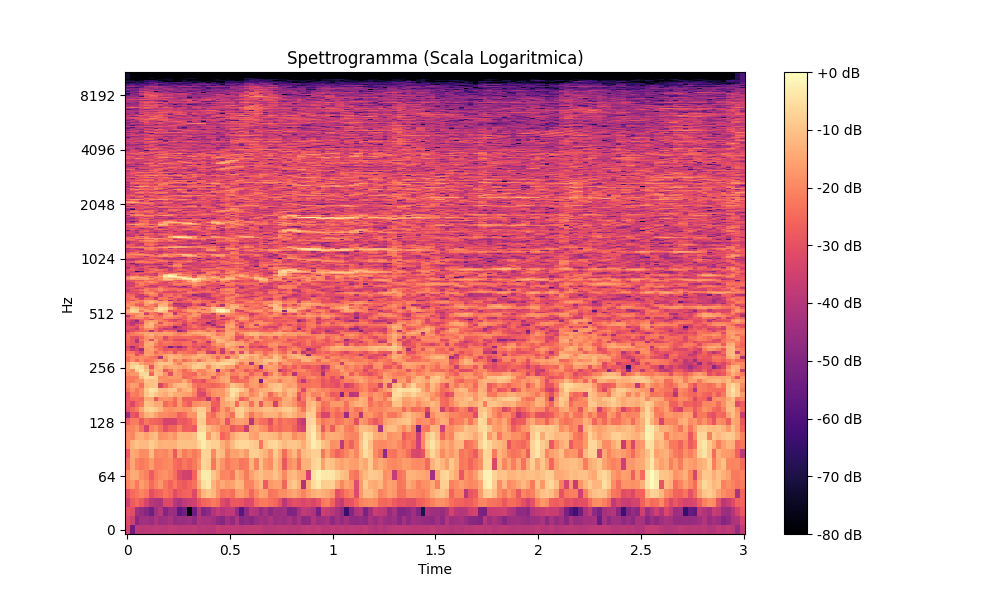 Spettrogramma (Scala Logaritmica)
Hz
8192
4096
2048
1024
512
256
128
64
0
0
0.5
1
1.5
2
2.5
3
Time
+0 dB
-10 dB
-20 dB
-30 dB
-40 dB
-50 dB
-60 dB
-70 dB
-80 dB